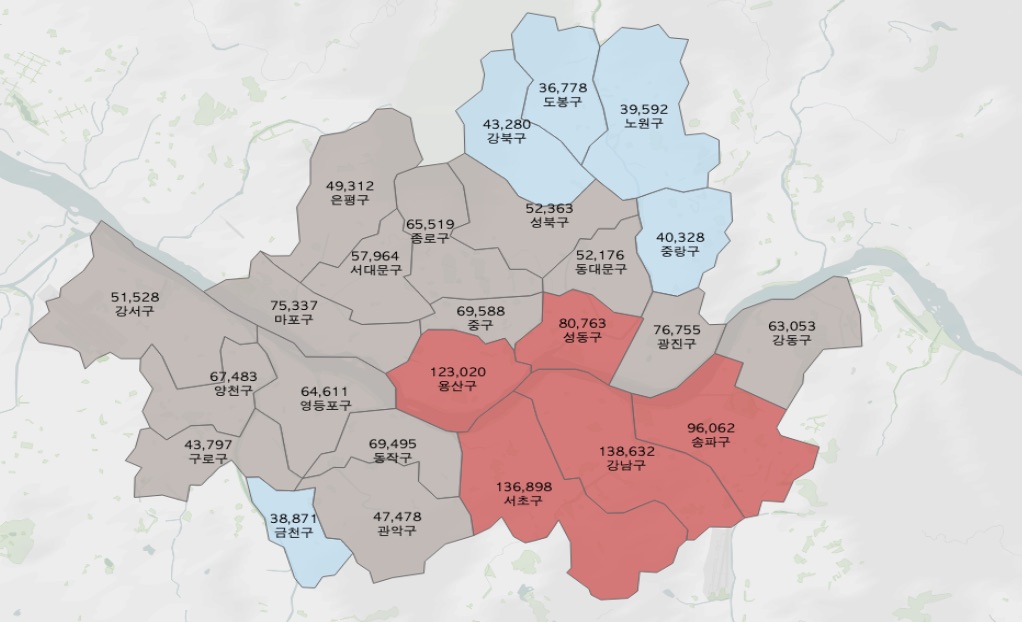 36,778
도봉구
39,592
노원구
43,280
강북구
49,312
은평구
52,363
성북구
65,519
종로구
40,328
중랑구
57,964
서대문구
52,176
동대문구
51,528
강서구
75,337
마포구
69,588
중구
80,763
성동구
76,755
광진구
63,053
강동구
123,020
용산구
67,483
양천구
64,611
영등포구
96,062
송파구
43,797
구로구
69,495
동작구
138,632
강남구
136,898
서초구
38,871
금천구
47,478
관악구